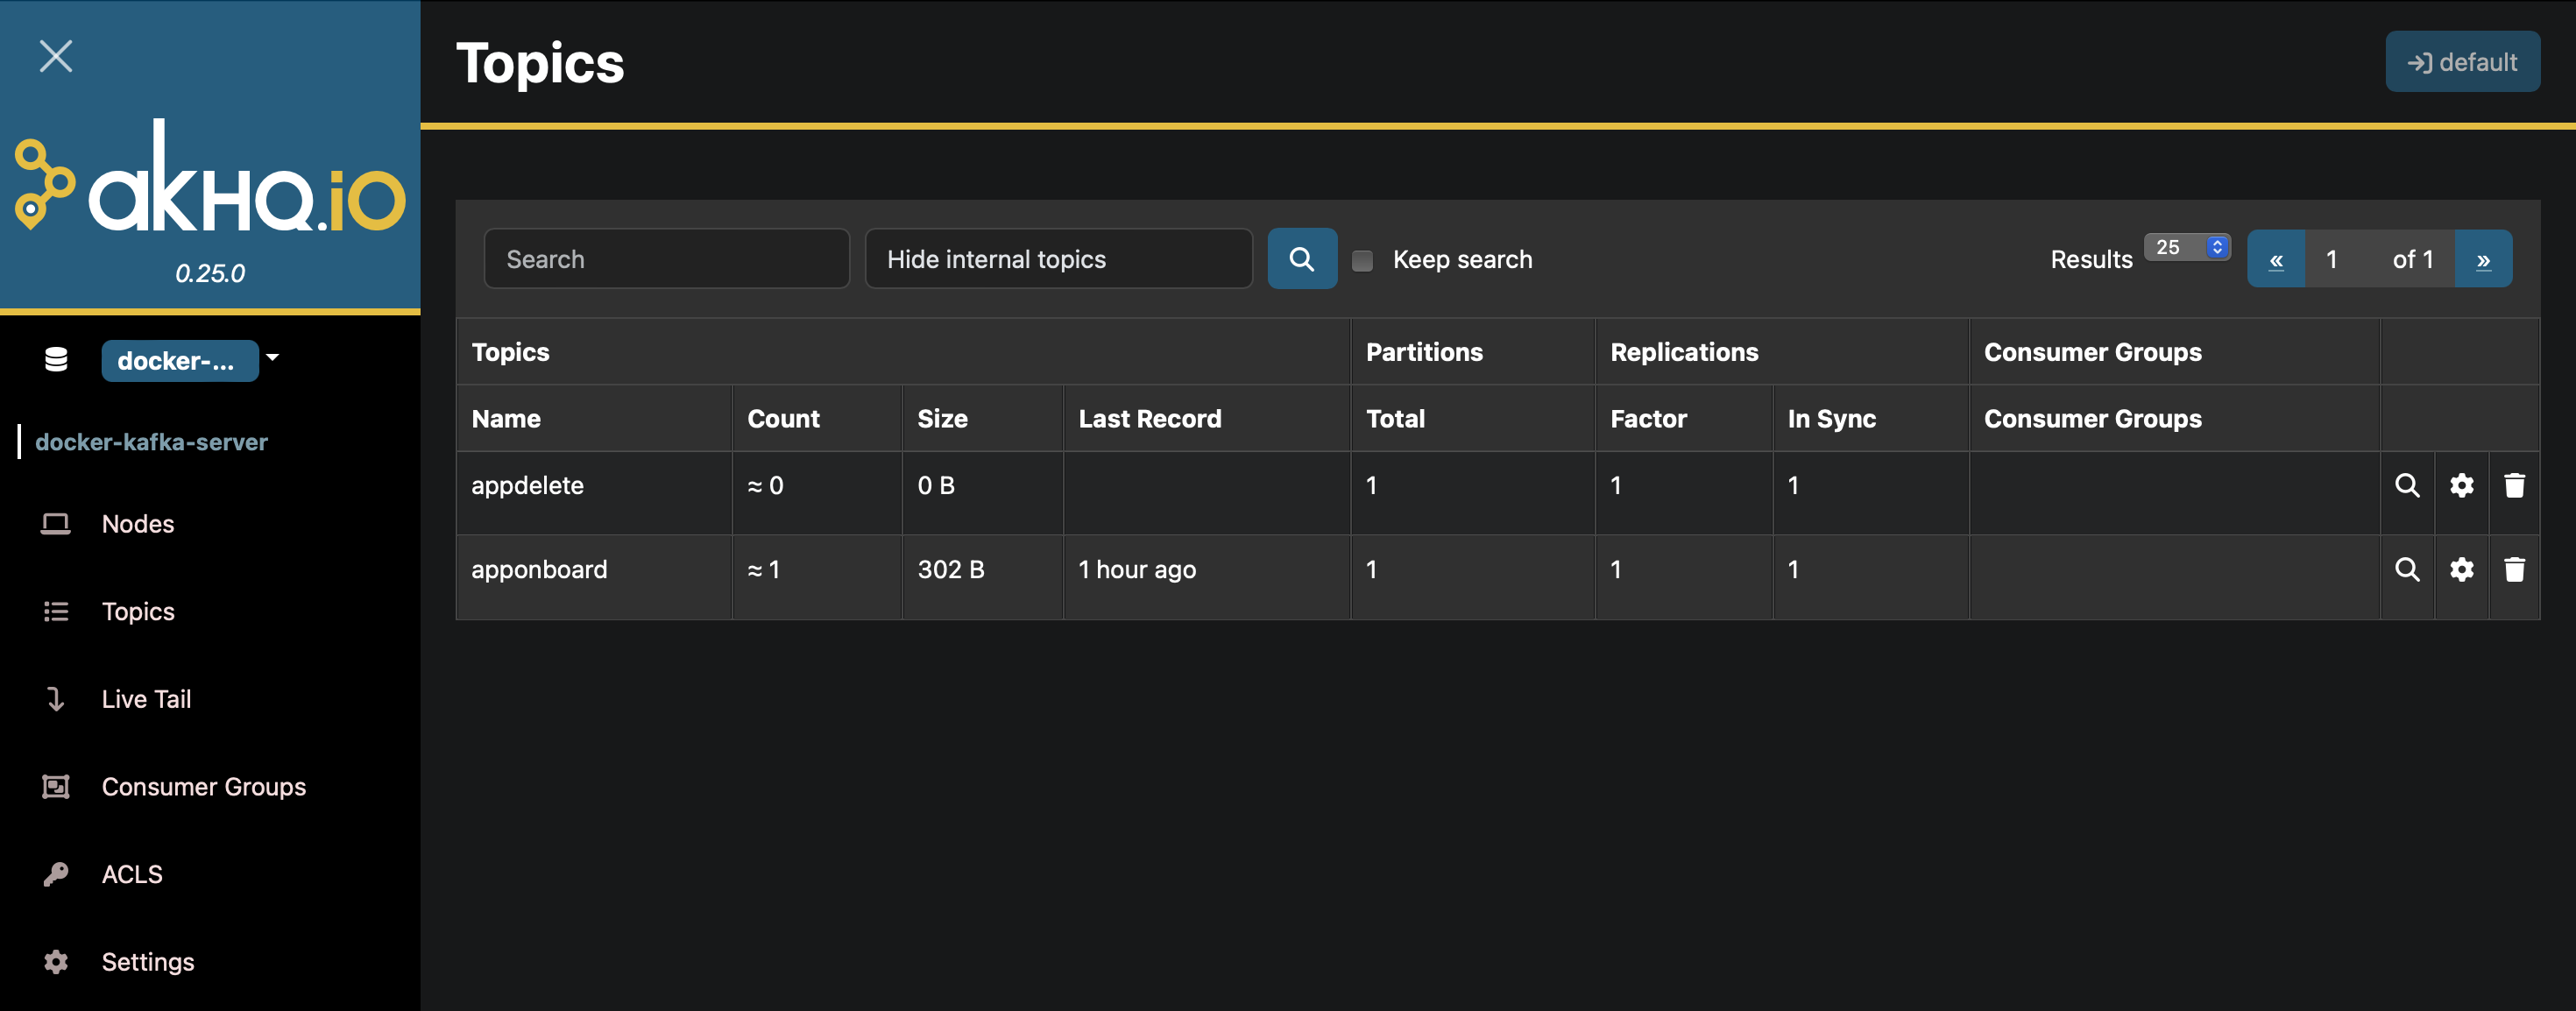 akHQ.io
0.25.0
docker-...
docker-kafka-server
Nodes
Topics
Live Tail
Consumer Groups
ACLS
Settings
Topics
default
Search
Hide internal topics
Keep search
Results 25 « 1 of 1 »
Topics Partitions Replications Consumer Groups
Name Count Size Last Record Total Factor In Sync Consumer Groups
appdelete ≈ 0 0 B 1 1 1
apponboard ≈ 1 302 B 1 hour ago 1 1 1